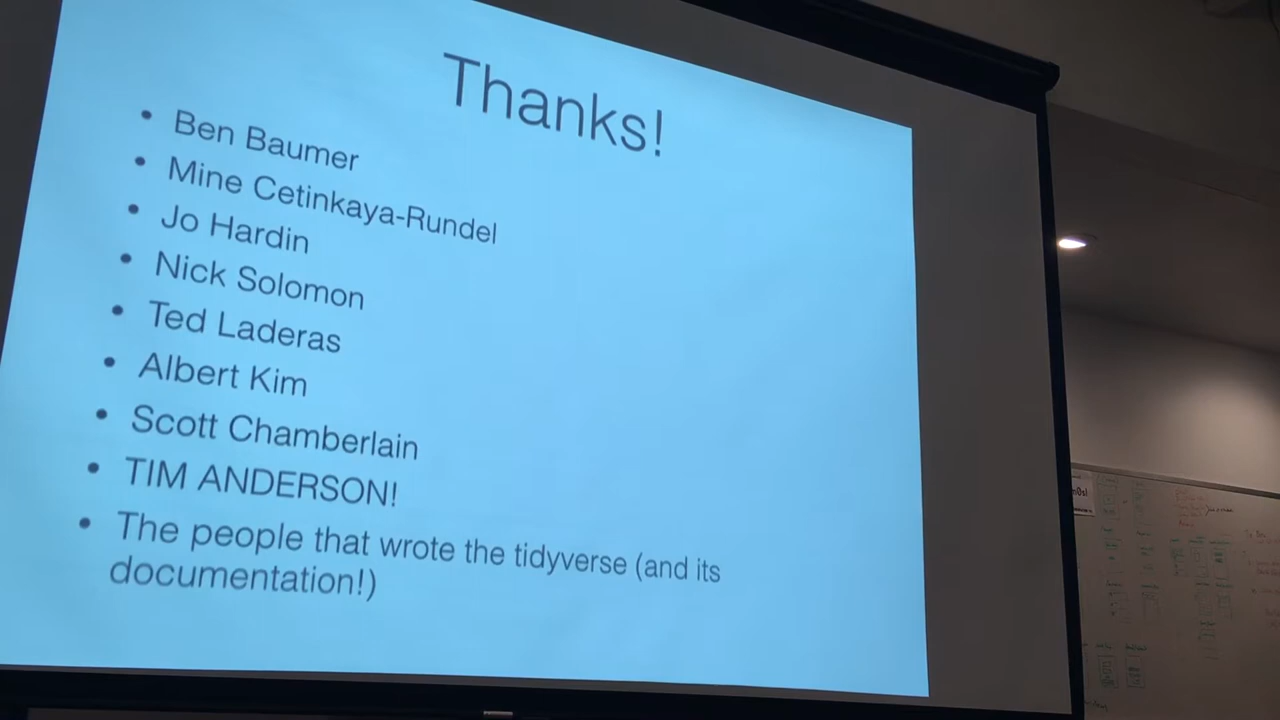 Thanks!
• Ben Baumer
• Mine Cetinkaya-Rundel
• Jo Hardin
• Nick Solomon
• Ted Laderas
• Albert Kim
• Scott Chamberlain
• TIM ANDERSON!
• The people that wrote the tidyverse (and its
documentation!)